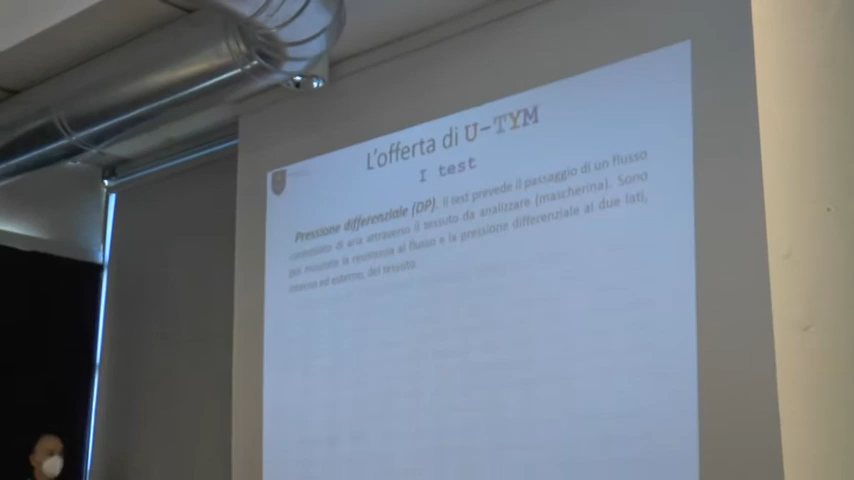 L'offerta di U-TYM
I test
Pressione differenziale (DP). Il test prevede il passaggio di un flusso
controllato di aria attraverso il tessuto da analizzare (mascherina). Sono
poi misurate la resistenza al flusso e la pressione differenziale ai due lati,
interno ed esterno, del tessuto